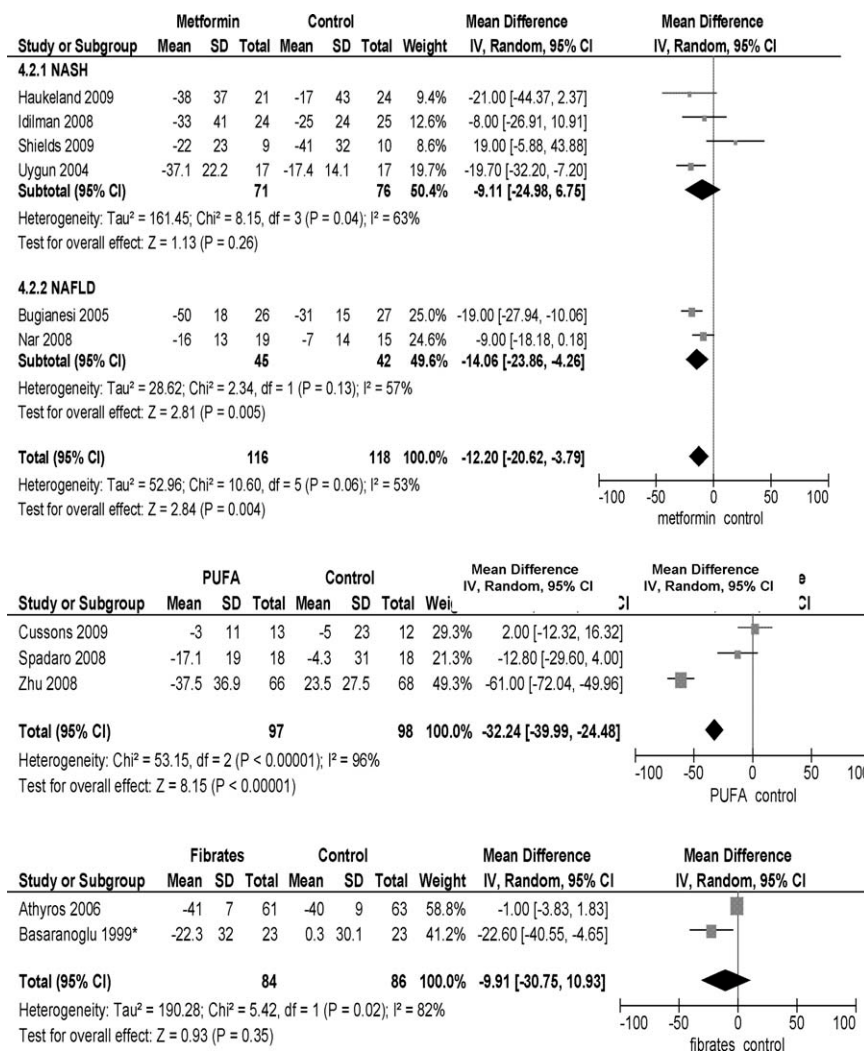 Metformin Control Mean Difference Mean Difference
Study or Subgroup Mean SD Total Mean SD Total Weight IV, Random, 95% CI IV, Random, 95% CI
4.2.1 NASH
Haukeland 2009 -38 37 21 -17 43 24 9.4% -21.00 [-44.37, 2.37]
Idilman 2008 -33 41 24 -25 24 25 12.6% -8.00 [-26.91, 10.91]
Shields 2009 -22 23 9 -41 32 10 8.6% 19.00 [-5.88, 43.88]
Uygun 2004 -37.1 22.2 17 -17.4 14.1 17 19.7% -19.70 [-32.20, -7.20]
Subtotal (95% CI) 71 76 50.4% -9.11 [-24.98, 6.75]
Heterogeneity: Tau² = 161.45; Chi² = 8.15, df = 3 (P = 0.04); I² = 63%
Test for overall effect: Z = 1.13 (P = 0.26)
4.2.2 NAFLD
Bugianesi 2005 -50 18 26 -31 15 27 25.0% -19.00 [-27.94, -10.06]
Nar 2008 -16 13 19 -7 14 15 24.6% -9.00 [-18.18, 0.18]
Subtotal (95% CI) 45 42 49.6% -14.06 [-23.86, -4.26]
Heterogeneity: Tau² = 28.62; Chi² = 2.34, df = 1 (P = 0.13); I² = 57%
Test for overall effect: Z = 2.81 (P = 0.005)
Total (95% CI) 116 118 100.0% -12.20 [-20.62, -3.79]
Heterogeneity: Tau² = 52.96; Chi² = 10.60, df = 5 (P = 0.06); I² = 53%
Test for overall effect: Z = 2.84 (P = 0.004)
-100 -50 0 50 100
metformin control
PUFA Control Mean Difference Mean Difference
Study or Subgroup Mean SD Total Mean SD Total IV, Random, 95% CI IV, Random, 95% CI
Cussons 2009 -3 11 13 -5 23 12 29.3% 2.00 [-12.32, 16.32]
Spadaro 2008 -17.1 19 18 -4.3 31 18 21.3% -12.80 [-29.60, 4.00]
Zhu 2008 -37.5 36.9 66 23.5 27.5 68 49.3% -61.00 [-72.04, -49.96]
Total (95% CI) 97 98 100.0% -32.24 [-39.99, -24.48]
Heterogeneity: Chi² = 53.15, df = 2 (P < 0.00001); I² = 96%
Test for overall effect: Z = 8.15 (P < 0.00001)
-100 -50 0 50 100
PUFA control
Fibrates Control Mean Difference Mean Difference
Study or Subgroup Mean SD Total Mean SD Total Weight IV, Random, 95% CI IV, Random, 95% CI
Athyros 2006 -41 7 61 -40 9 63 58.8% -1.00 [-3.83, 1.83]
Basaranoglu 1999* -22.3 32 23 0.3 30.1 23 41.2% -22.60 [-40.55, -4.65]
Total (95% CI) 84 86 100.0% -9.91 [-30.75, 10.93]
Heterogeneity: Tau² = 190.28; Chi² = 5.42, df = 1 (P = 0.02); I² = 82%
Test for overall effect: Z = 0.93 (P = 0.35)
-100 -50 0 50 100
fibrates control